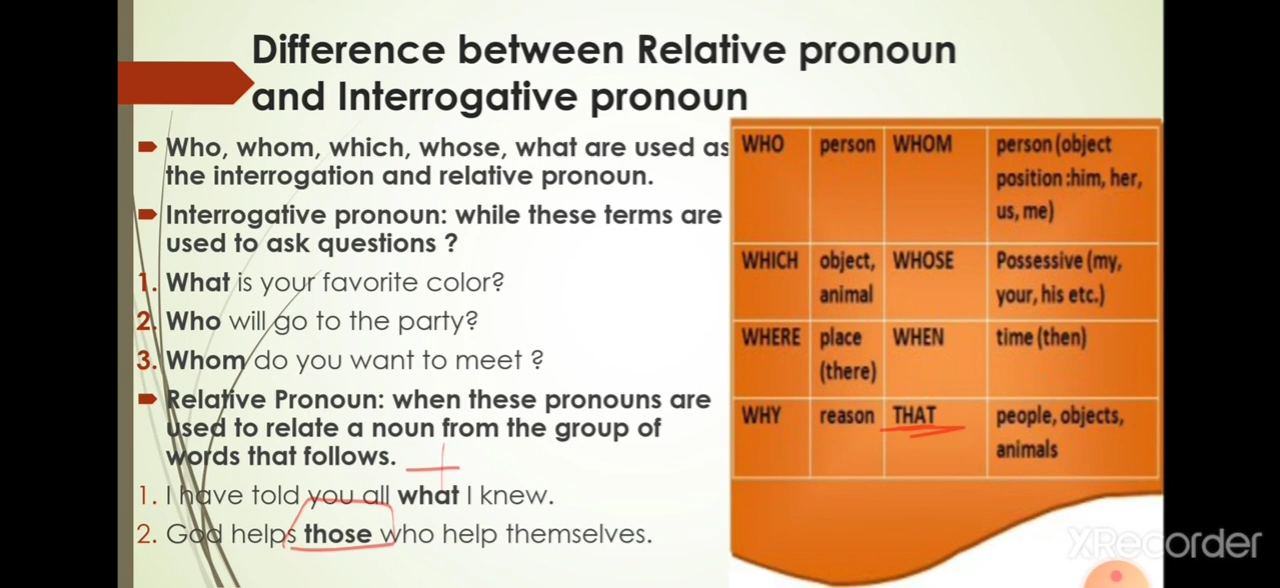 Difference between Relative pronoun
and Interrogative pronoun
Who, whom, which, whose, what are used as
the interrogation and relative pronoun.
Interrogative pronoun: while these terms are
used to ask questions ?
1. What is your favorite color?
2. Who will go to the party?
3. Whom do you want to meet ?
Relative Pronoun: when these pronouns are
used to relate a noun from the group of
words that follows.
1. I have told you all what I knew.
2. God helps those who help themselves.
WHO person WHOM person (object
position :him, her,
us, me)
WHICH object, WHOSE Possessive (my,
animal your, his etc.)
WHERE place WHEN time (then)
(there)
WHY reason THAT people, objects,
animals
XRecorder